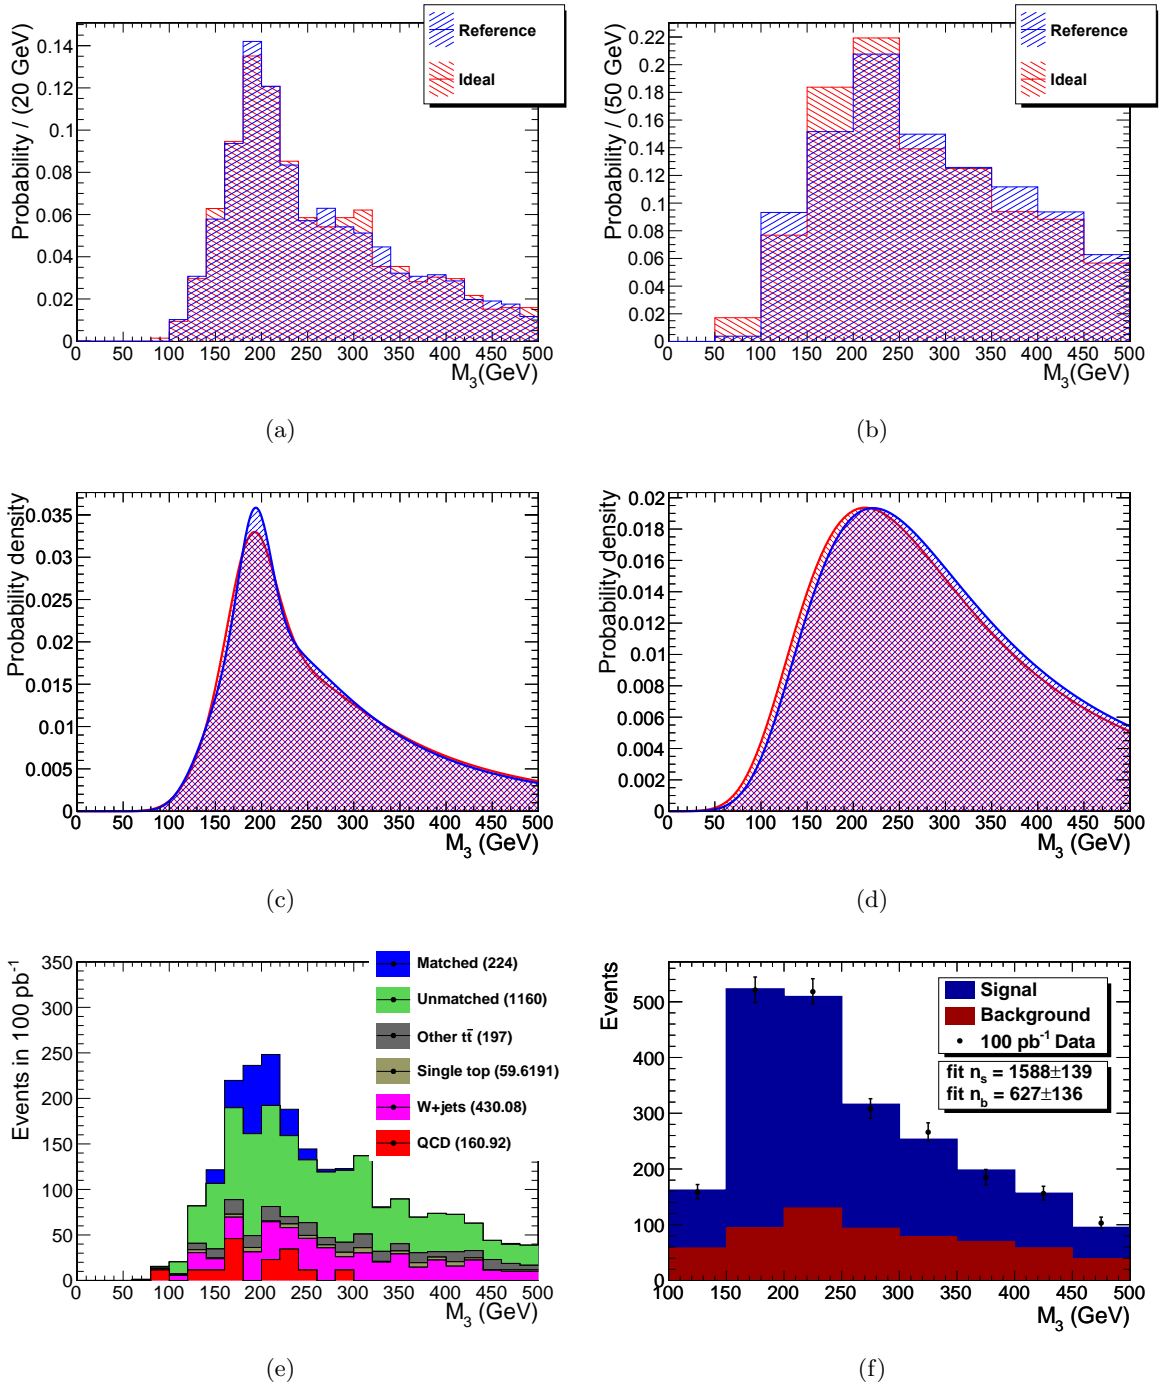 Probability / (20 GeV)
0.14
0.12
0.1
0.08
0.06
0.04
0.02
0
Reference
Ideal
0 50 100 150 200 250 300 350 400 450 500
M3(GeV)
(a)
Probability / (50 GeV)
0.22
0.2
0.18
0.16
0.14
0.12
0.1
0.08
0.06
0.04
0.02
0
Reference
Ideal
0 50 100 150 200 250 300 350 400 450 500
M3(GeV)
(b)
Probability density
0.035
0.03
0.025
0.02
0.015
0.01
0.005
0
0 50 100 150 200 250 300 350 400 450 500
M3 (GeV)
(c)
Probability density
0.02
0.018
0.016
0.014
0.012
0.01
0.008
0.006
0.004
0.002
0
0 50 100 150 200 250 300 350 400 450 500
M3 (GeV)
(d)
Events in 100 pb-1
350
300
250
200
150
100
50
0
Matched (224)
Unmatched (1160)
Other tt̄ (197)
Single top (59.6191)
W+jets (430.08)
QCD (160.92)
0 50 100 150 200 250 300 350 400 450 500
M3 (GeV)
(e)
Events
500
400
300
200
100
0
Signal
Background
100 pb-1 Data
fit ns = 1588±139
fit nb = 627±136
100 150 200 250 300 350 400 450 500
M3 (GeV)
(f)